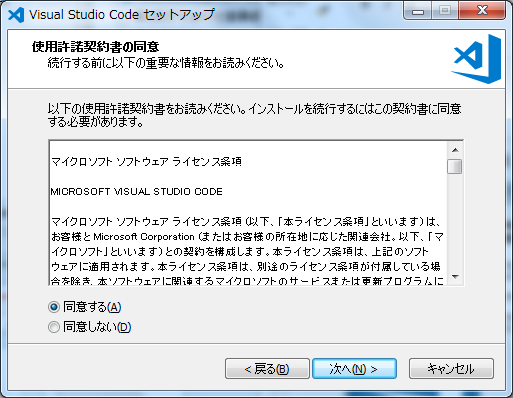 Visual Studio Code セットアップ
使用許諾契約書の同意
続行する前に以下の重要な情報をお読みください。
以下の使用許諾契約書をお読みください。インストールを続行するにはこの契約書に同意
する必要があります。
マイクロソフト ソフトウェア ライセンス条項
MICROSOFT VISUAL STUDIO CODE
マイクロソフト ソフトウェア ライセンス条項 (以下、「本ライセンス条項」といいます) は、
お客様と Microsoft Corporation (またはお客様の所在地に応じた関連会社。以下、「マ
イクロソフト」といいます) との契約を構成します。本ライセンス条項は、上記のソフト
ウェアに適用されます。本ライセンス条項は、別途のライセンス条項が付属している場
合を除き、本ソフトウェアに関連するマイクロソフトのサービスまたは更新プログラムに
同意する(A)
同意しない(D)
< 戻る(B)
次へ(N) >
キャンセル